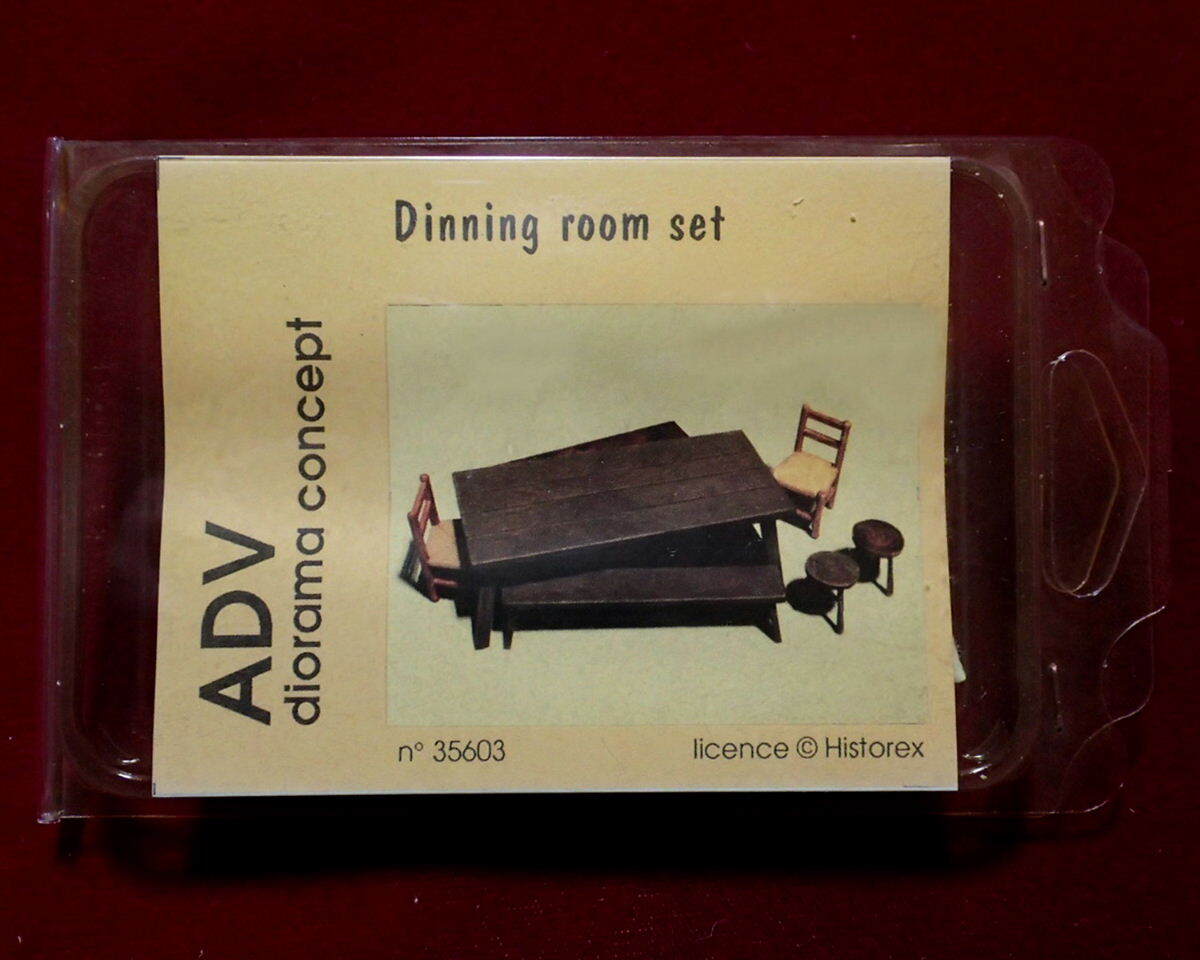 Dinning room set
ADV
diorama concept
n° 35603
licence © Historex